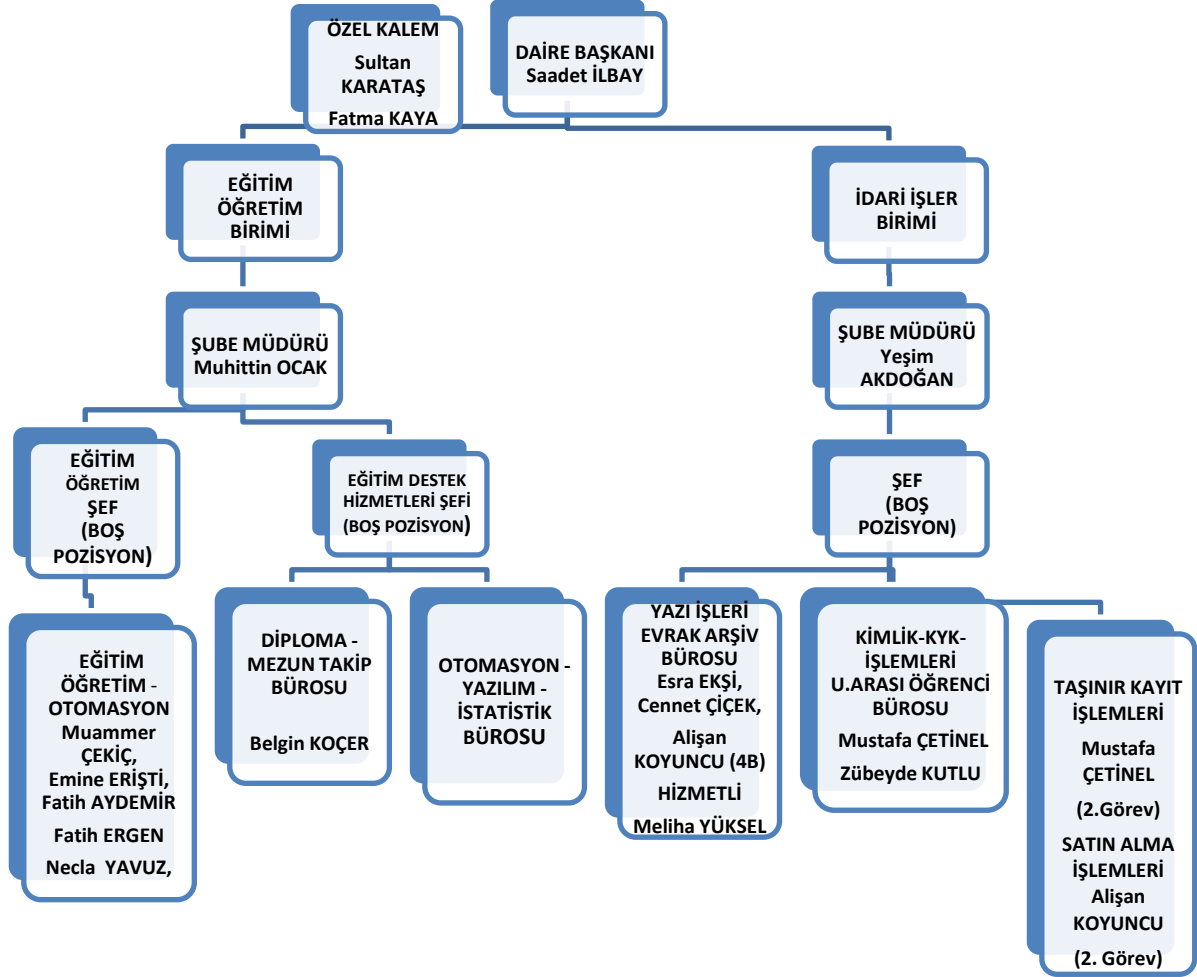 ÖZEL KALEM
Sultan
KARATAŞ
Fatma KAYA
DAİRE BAŞKANI
Saadet İLBAY
EĞİTİM
ÖĞRETİM
BİRİMİ
İDARİ İŞLER
BİRİMİ
ŞUBE MÜDÜRÜ
Muhittin OCAK
ŞUBE MÜDÜRÜ
Yeşim
AKDOĞAN
EĞİTİM
ÖĞRETİM
ŞEF
(BOŞ
POZİSYON)
EĞİTİM DESTEK
HİZMETLERİ ŞEFİ
(BOŞ POZİSYON)
ŞEF
(BOŞ
POZİSYON)
EĞİTİM
ÖĞRETİM -
OTOMASYON
Muammer
ÇEKİÇ,
Emine ERİŞTİ,
Fatih AYDEMİR
Fatih ERGEN
Necla YAVUZ,
DİPLOMA -
MEZUN TAKİP
BÜROSU
Belgin KOÇER
OTOMASYON -
YAZILIM -
İSTATİSTİK
BÜROSU
YAZI İŞLERİ
EVRAK ARŞİV
BÜROSU
Esra EKŞİ,
Cennet ÇİÇEK,
Alişan
KOYUNCU (4B)
HİZMETLİ
Meliha YÜKSEL
KİMLİK-KYK-
İŞLEMLERİ
U.ARASI ÖĞRENCİ
BÜROSU
Mustafa ÇETİNEL
Zübeyde KUTLU
TAŞINIR KAYIT
İŞLEMLERİ
Mustafa
ÇETİNEL
(2.Görev)
SATIN ALMA
İŞLEMLERİ
Alişan
KOYUNCU
(2. Görev)